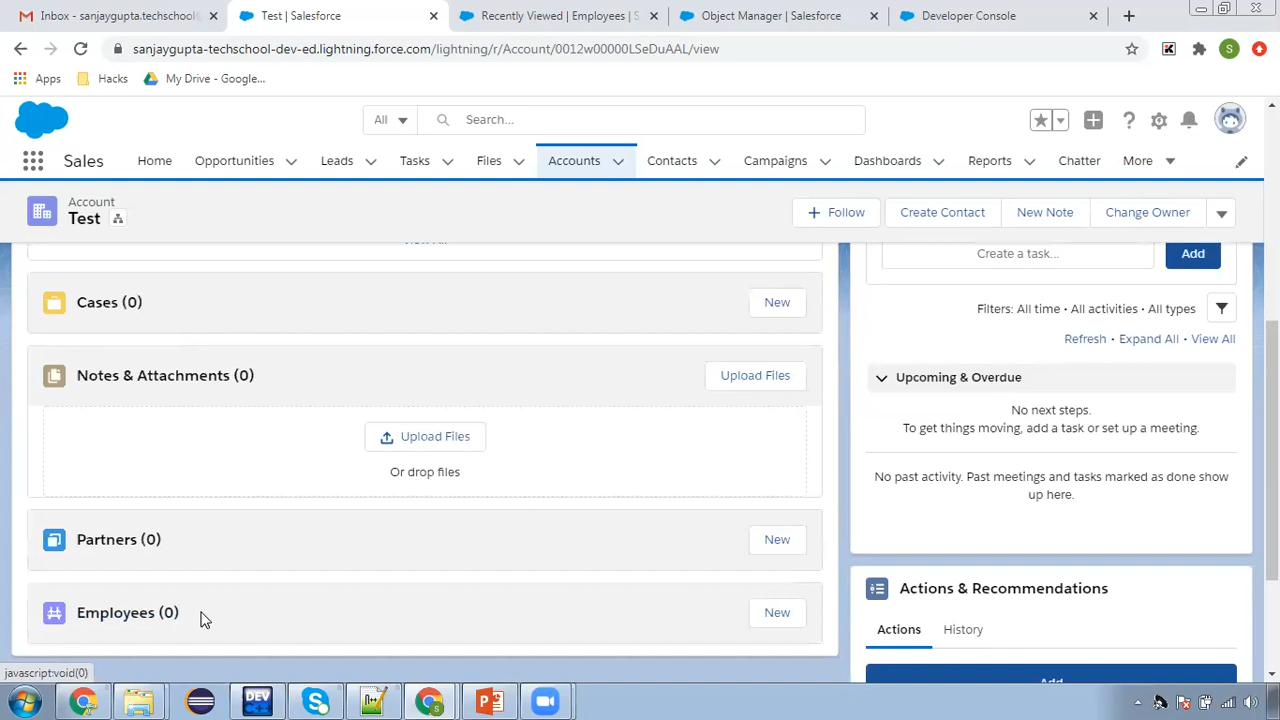 Inbox - sanjaygupta.techschool
Test | Salesforce
Recently Viewed | Employees | S
Object Manager | Salesforce
Developer Console
sanjaygupta-techschool-dev-ed.lightning.force.com/lightning/r/Account/0012w00000LSeDuAAL/view
S
Apps
Hacks
My Drive - Google...
All
Search...
Sales
Home
Opportunities
Leads
Tasks
Files
Accounts
Contacts
Campaigns
Dashboards
Reports
Chatter
More
Account
Test
Follow
Create Contact
New Note
Change Owner
Create a task...
Add
Cases (0)
New
Filters: All time • All activities • All types
Refresh • Expand All • View All
Notes & Attachments (0)
Upload Files
Upcoming & Overdue
No next steps.
To get things moving, add a task or set up a meeting.
Upload Files
Or drop files
No past activity. Past meetings and tasks marked as done show
up here.
Partners (0)
New
Employees (0)
New
Actions & Recommendations
Actions
History
javascript:void(0)
DEV